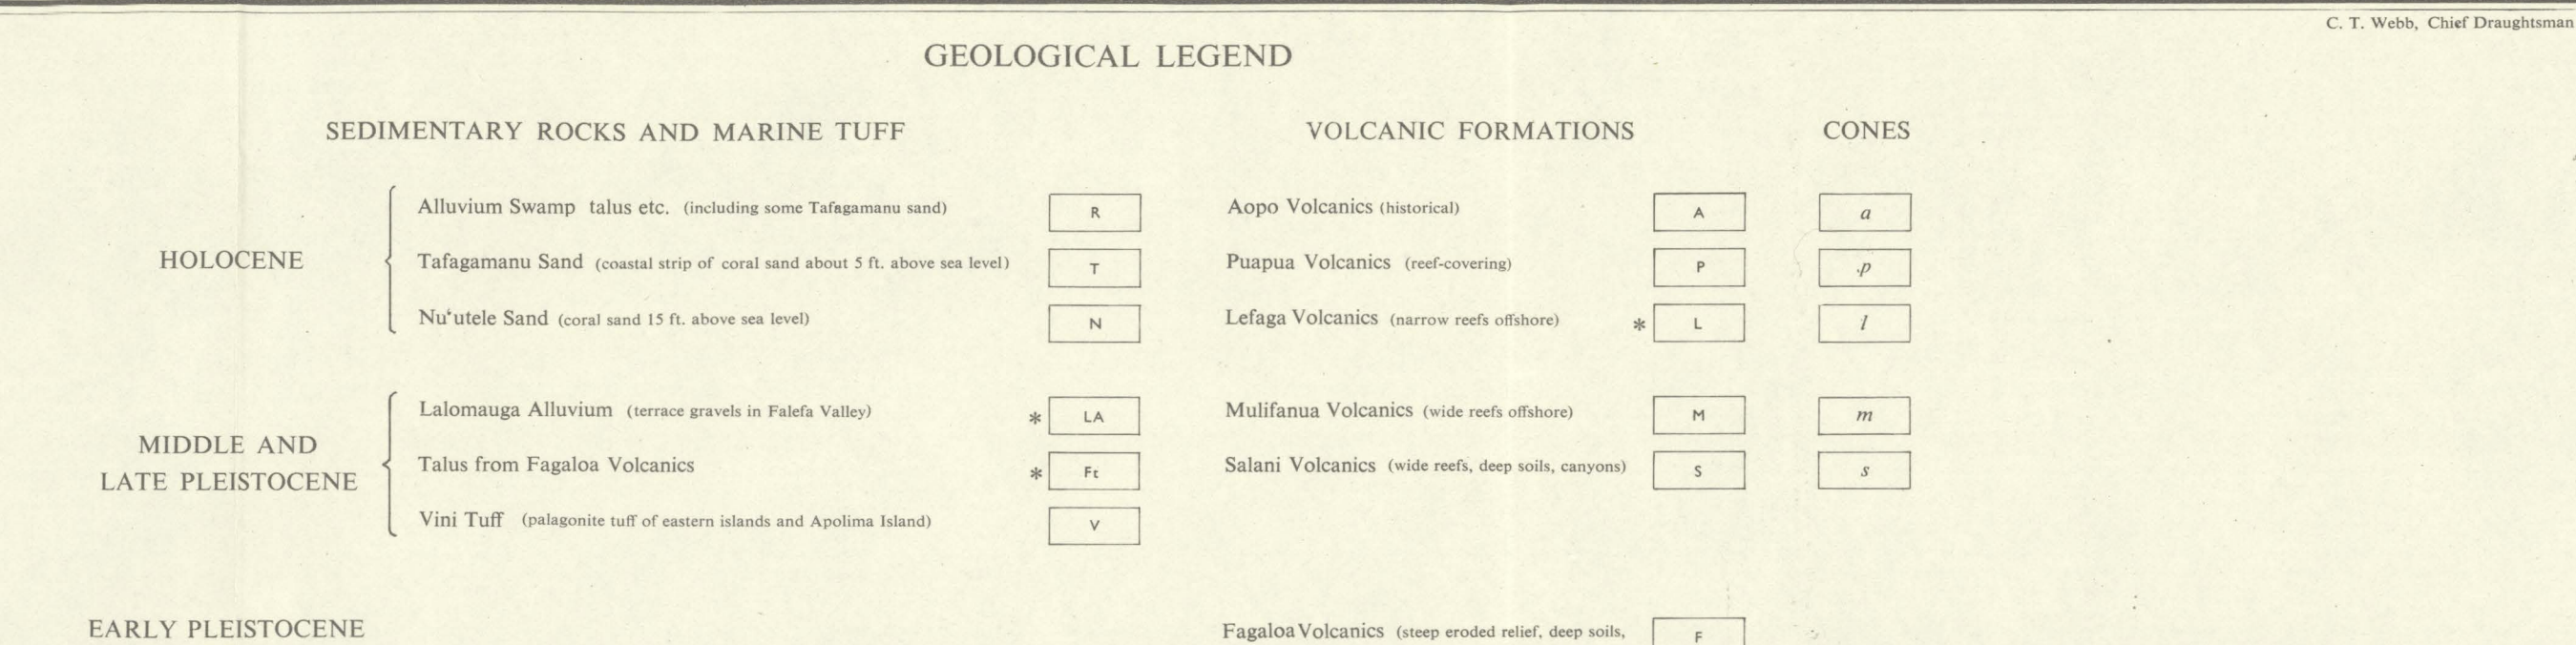 C. T. Webb, Chief Draughtsman
GEOLOGICAL LEGEND
SEDIMENTARY ROCKS AND MARINE TUFF VOLCANIC FORMATIONS CONES
Alluvium Swamp talus etc. (including some Tafagamanu sand) R Aopo Volcanics (historical) A a
HOLOCENE Tafagamanu Sand (coastal strip of coral sand about 5 ft. above sea level) T Puapua Volcanics (reef-covering) P p
Nu‘utele Sand (coral sand 15 ft. above sea level) N Lefaga Volcanics (narrow reefs offshore) * L l
Lalomauga Alluvium (terrace gravels in Falefa Valley) * LA Mulifanua Volcanics (wide reefs offshore) M m
MIDDLE AND
LATE PLEISTOCENE Talus from Fagaloa Volcanics * Ft Salani Volcanics (wide reefs, deep soils, canyons) S s
Vini Tuff (palagonite tuff of eastern islands and Apolima Island) V
EARLY PLEISTOCENE Fagaloa Volcanics (steep eroded relief, deep soils, F